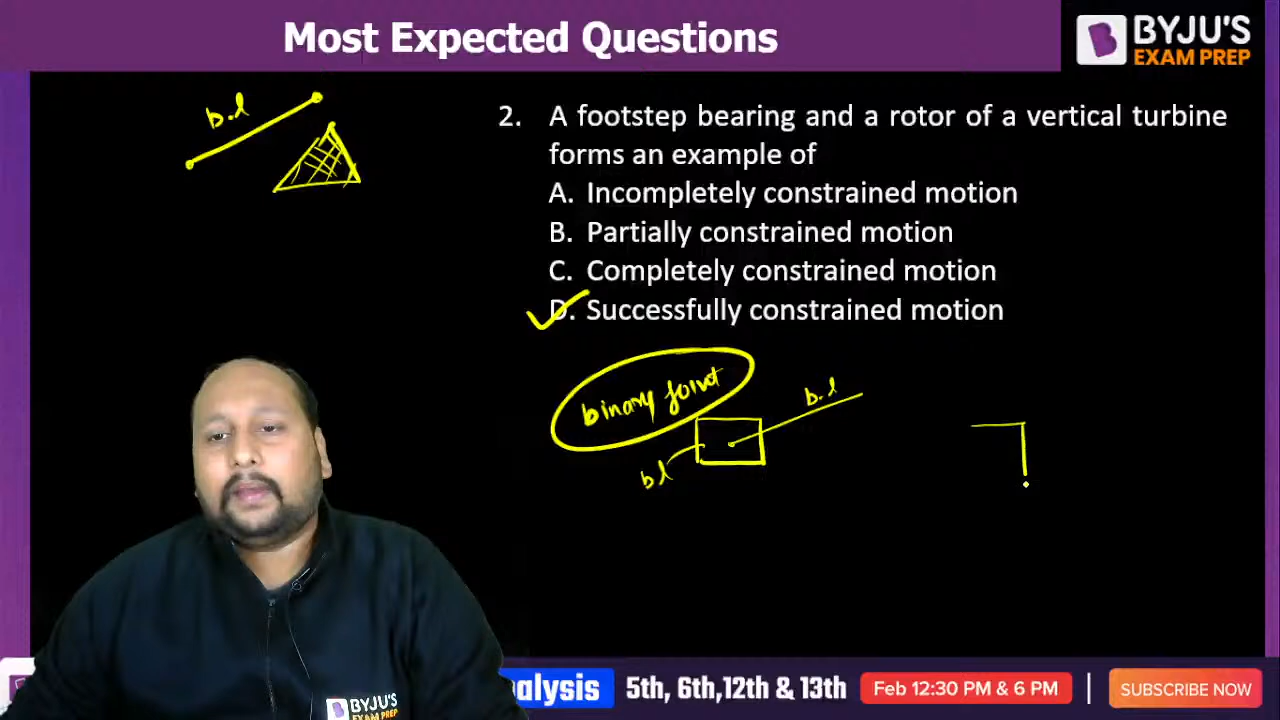 Most Expected Questions
BYJU'S
EXAM PREP
b.l
2. A footstep bearing and a rotor of a vertical turbine
forms an example of
A. Incompletely constrained motion
B. Partially constrained motion
C. Completely constrained motion
D. Successfully constrained motion
binary joint
b.l
bl
BYJU'S
EXAM PREP
nalysis 5th, 6th,12th & 13th Feb 12:30 PM & 6 PM SUBSCRIBE NOW